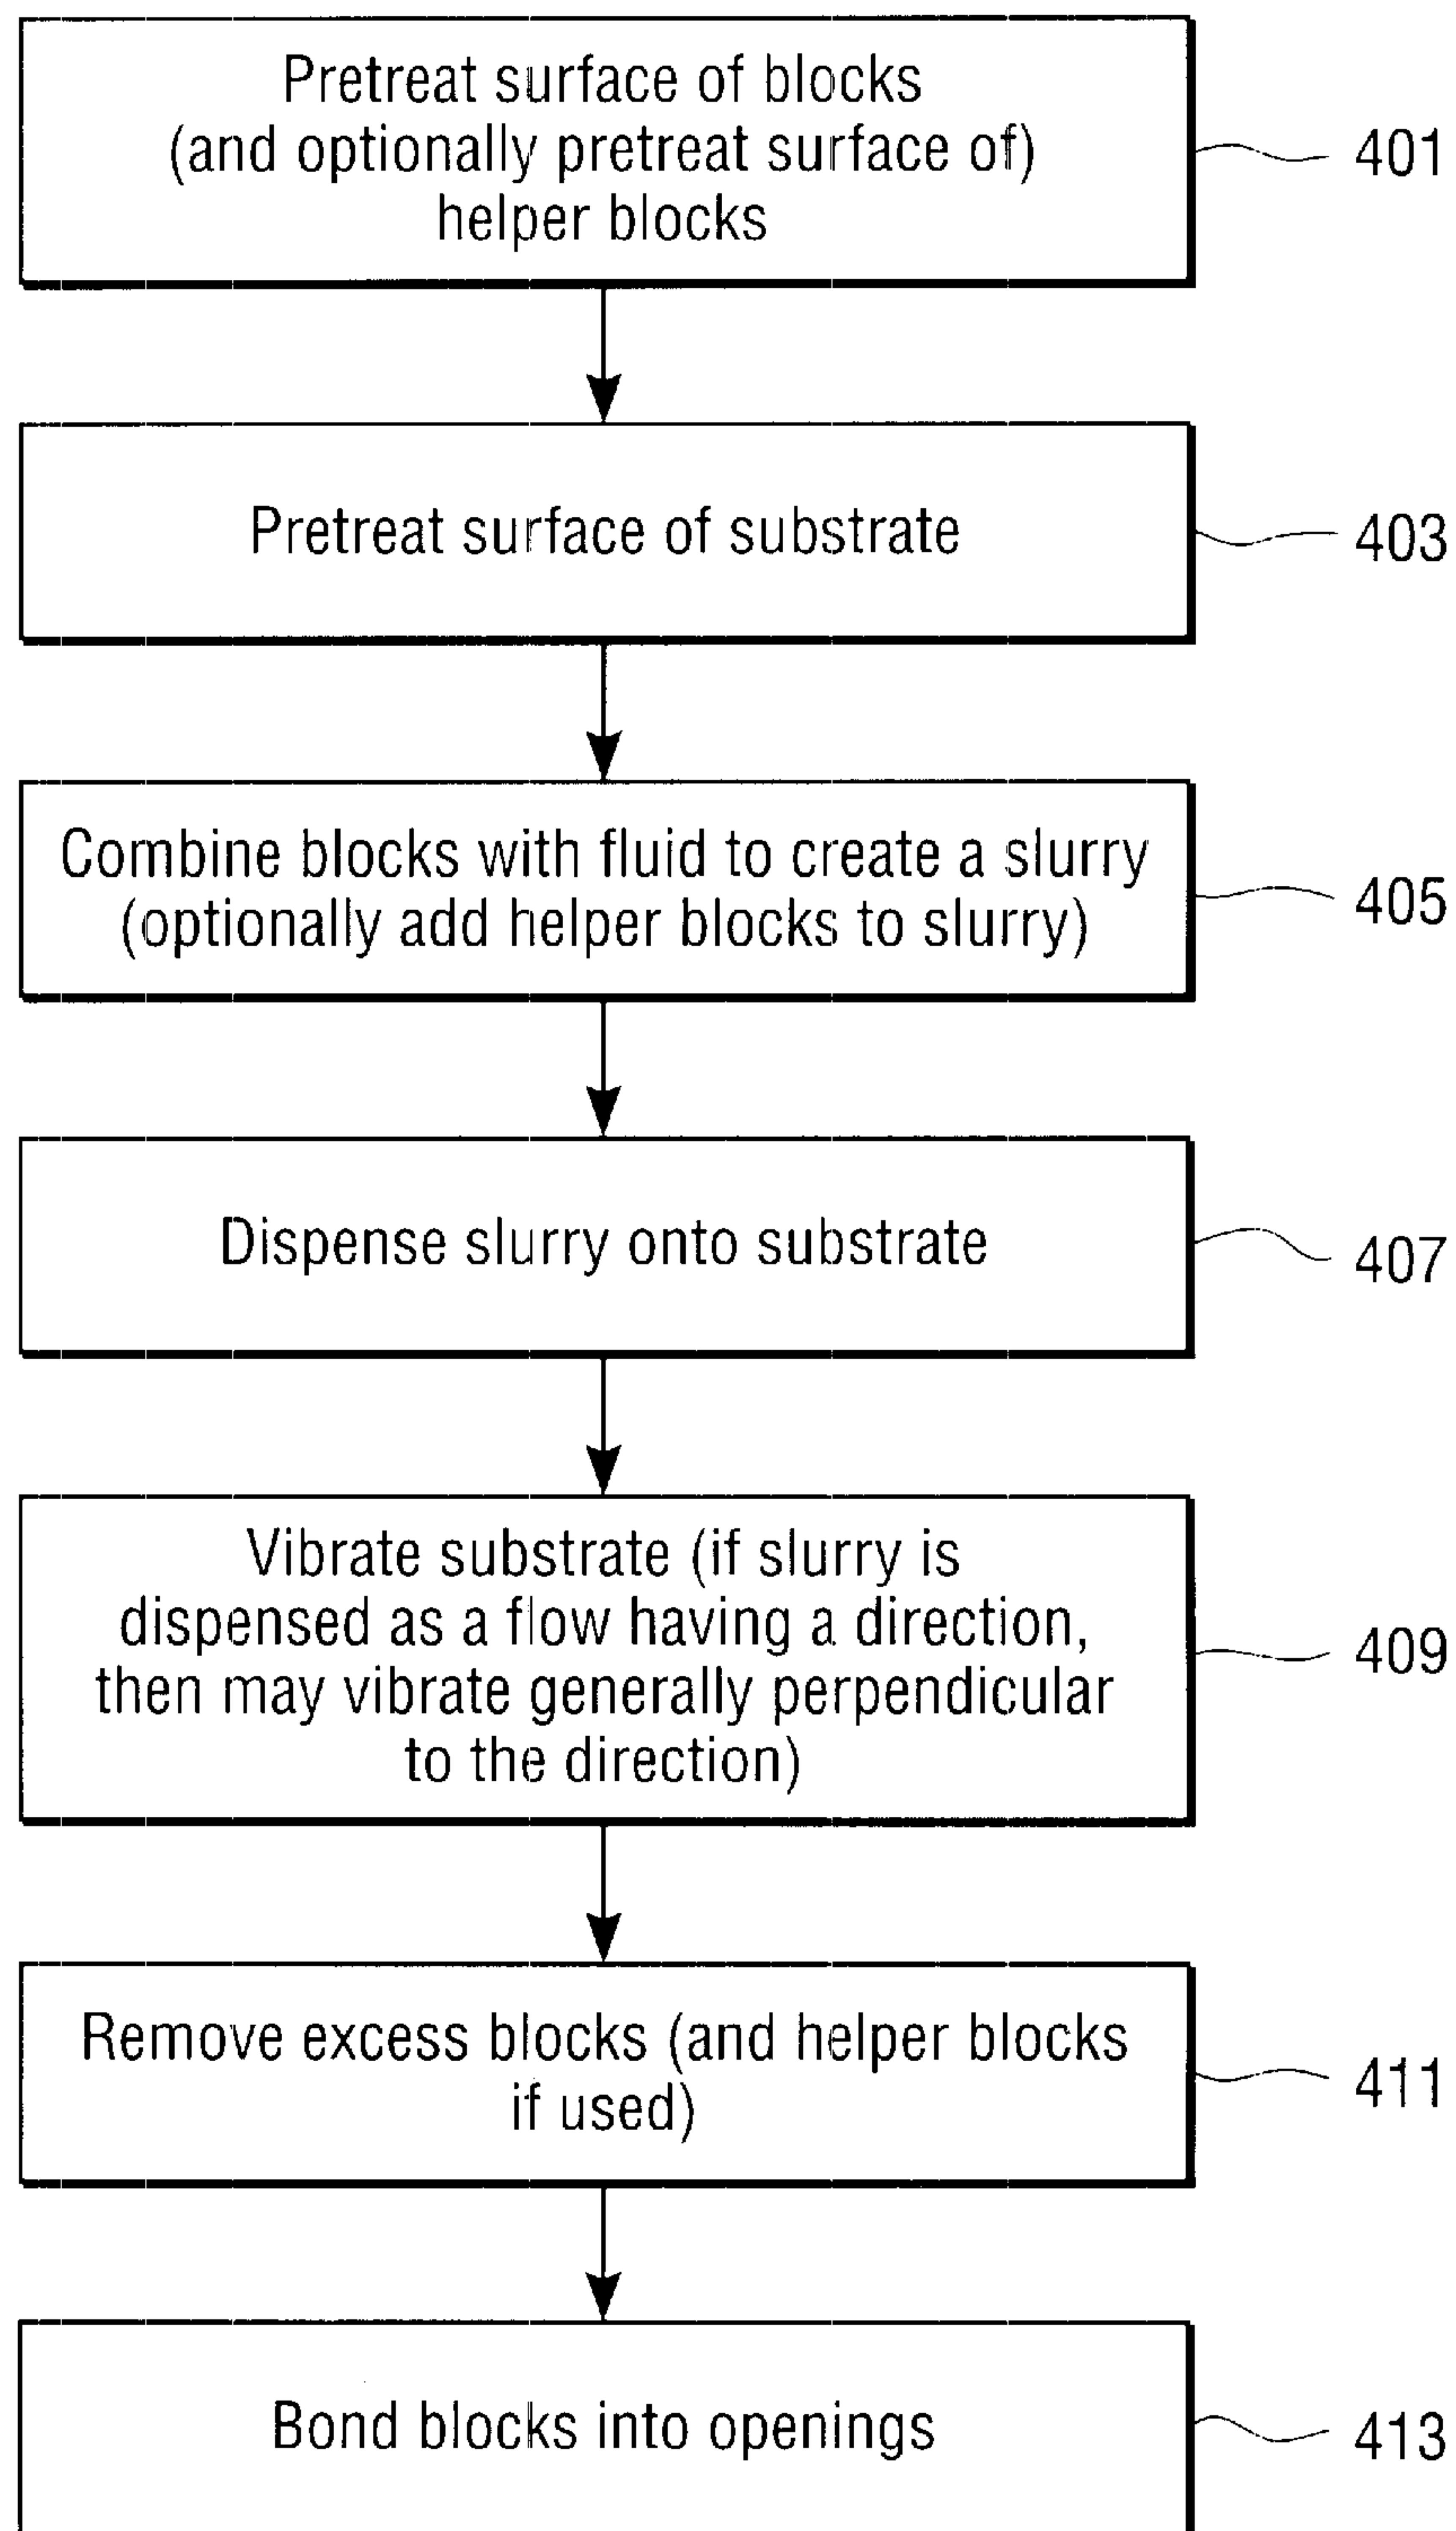 Pretreat surface of blocks
(and optionally pretreat surface of)
helper blocks
401
Pretreat surface of substrate
403
Combine blocks with fluid to create a slurry
(optionally add helper blocks to slurry)
405
Dispense slurry onto substrate
407
Vibrate substrate (if slurry is
dispensed as a flow having a direction,
then may vibrate generally perpendicular
to the direction)
409
Remove excess blocks (and helper blocks
if used)
411
Bond blocks into openings
413